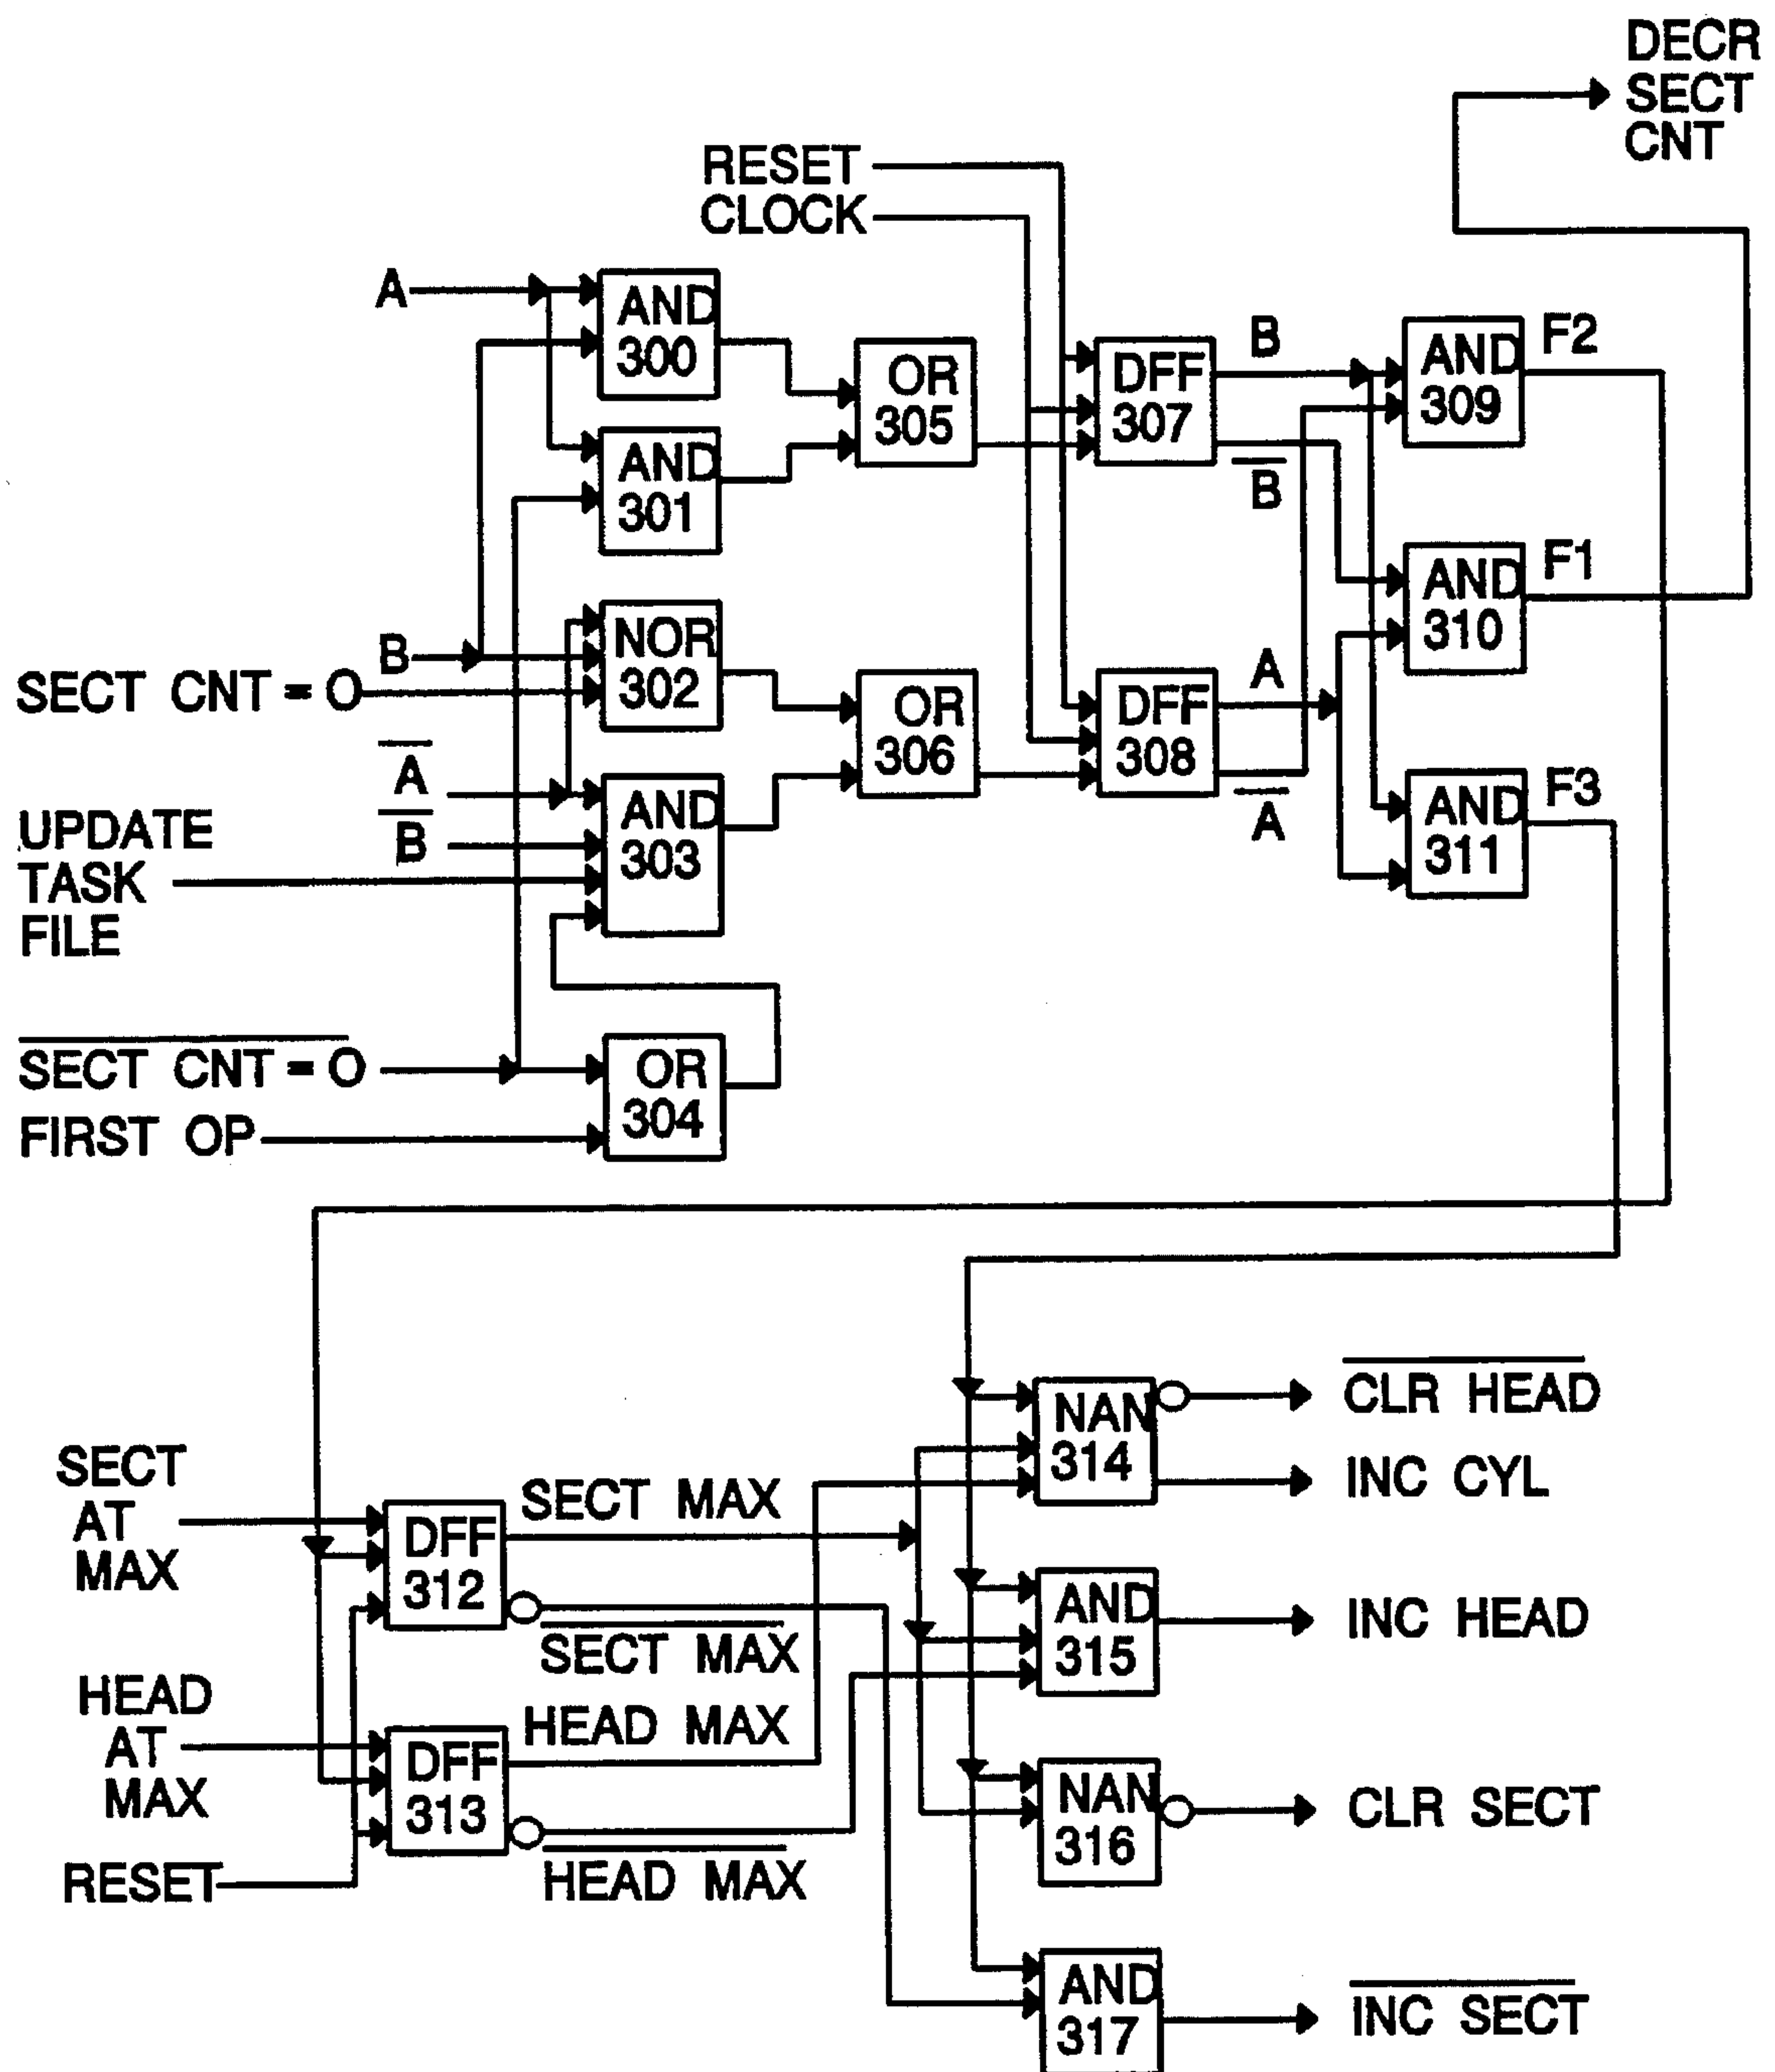 DECR
SECT
CNT
RESET
CLOCK
A
AND
300
B
AND
309
F2
OR
305
DFF
307
AND
301
B
AND
310
F1
NOR
302
B
SECT CNT = O
A
OR
306
DFF
308
A
A
B
AND
303
AND
311
F3
UPDATE
TASK
FILE
SECT CNT = O
OR
304
FIRST OP
NAN
314
CLR HEAD
INC CYL
SECT
AT
MAX
DFF
312
SECT MAX
SECT MAX
AND
315
INC HEAD
HEAD
AT
MAX
DFF
313
HEAD MAX
HEAD MAX
NAN
316
CLR SECT
RESET
AND
317
INC SECT